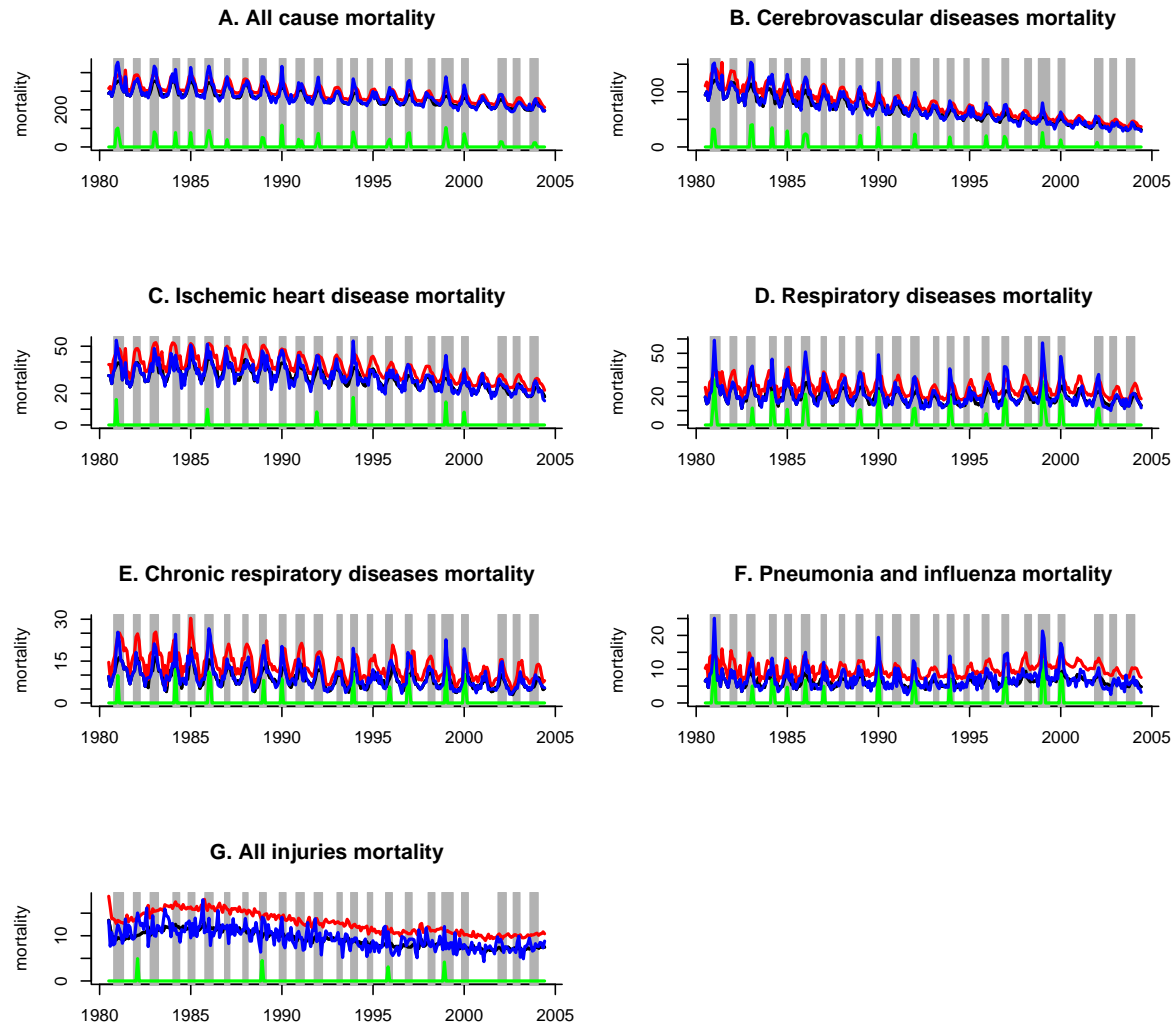 A. All cause mortality
mortality
0 200
1980 1985 1990 1995 2000 2005
B. Cerebrovascular diseases mortality
mortality
0 100
1980 1985 1990 1995 2000 2005
C. Ischemic heart disease mortality
mortality
0 20 50
1980 1985 1990 1995 2000 2005
D. Respiratory diseases mortality
mortality
0 20 50
1980 1985 1990 1995 2000 2005
E. Chronic respiratory diseases mortality
mortality
0 15 30
1980 1985 1990 1995 2000 2005
F. Pneumonia and influenza mortality
mortality
0 10 20
1980 1985 1990 1995 2000 2005
G. All injuries mortality
mortality
0 10
1980 1985 1990 1995 2000 2005